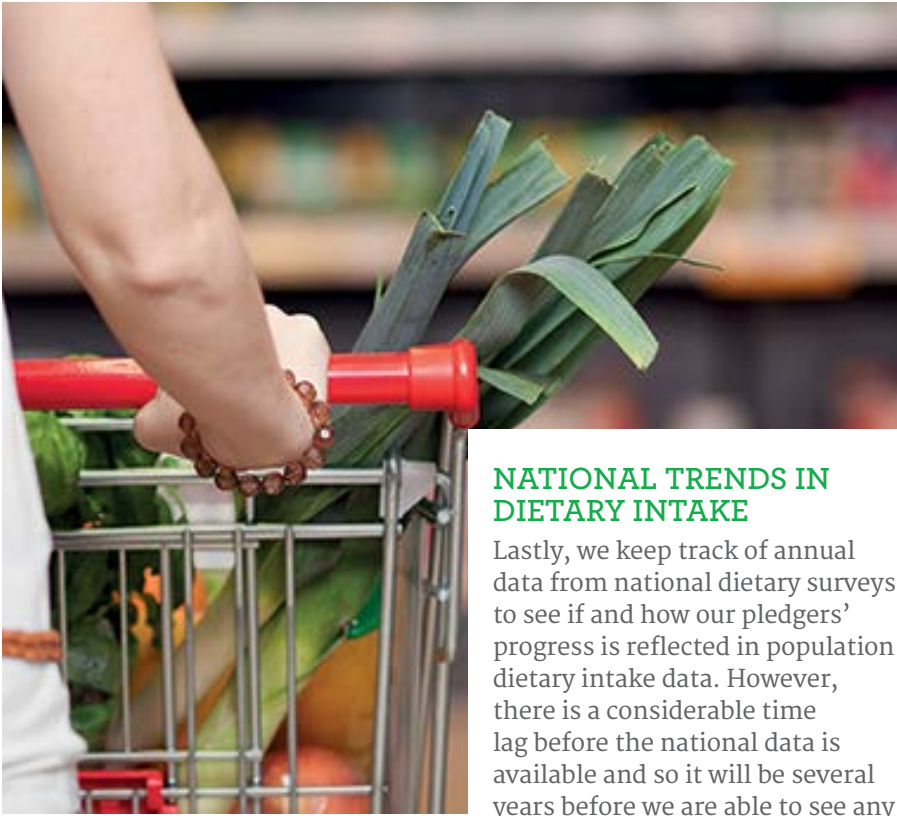 NATIONAL TRENDS IN
DIETARY INTAKE
Lastly, we keep track of annual
data from national dietary surveys
to see if and how our pledgers’
progress is reflected in population
dietary intake data. However,
there is a considerable time
lag before the national data is
available and so it will be several
years before we are able to see any